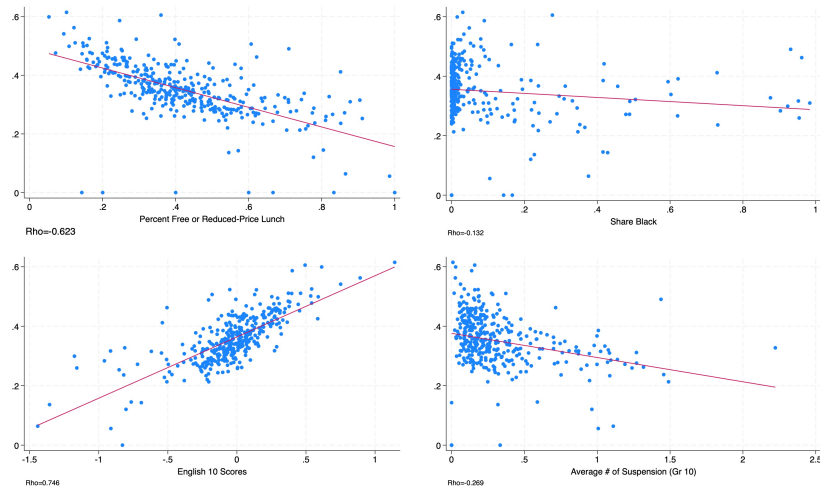 .6
.4
.2
0
0 .2 .4 .6 .8 1
Percent Free or Reduced-Price Lunch
Rho=-0.623
.6
.4
.2
0
0 .2 .4 .6 .8 1
Share Black
Rho=-0.132
.6
.4
.2
0
-1.5 -1 -.5 0 .5 1
English 10 Scores
Rho=0.746
.6
.4
.2
0
0 .5 1 1.5 2 2.5
Average # of Suspension (Gr 10)
Rho=-0.269